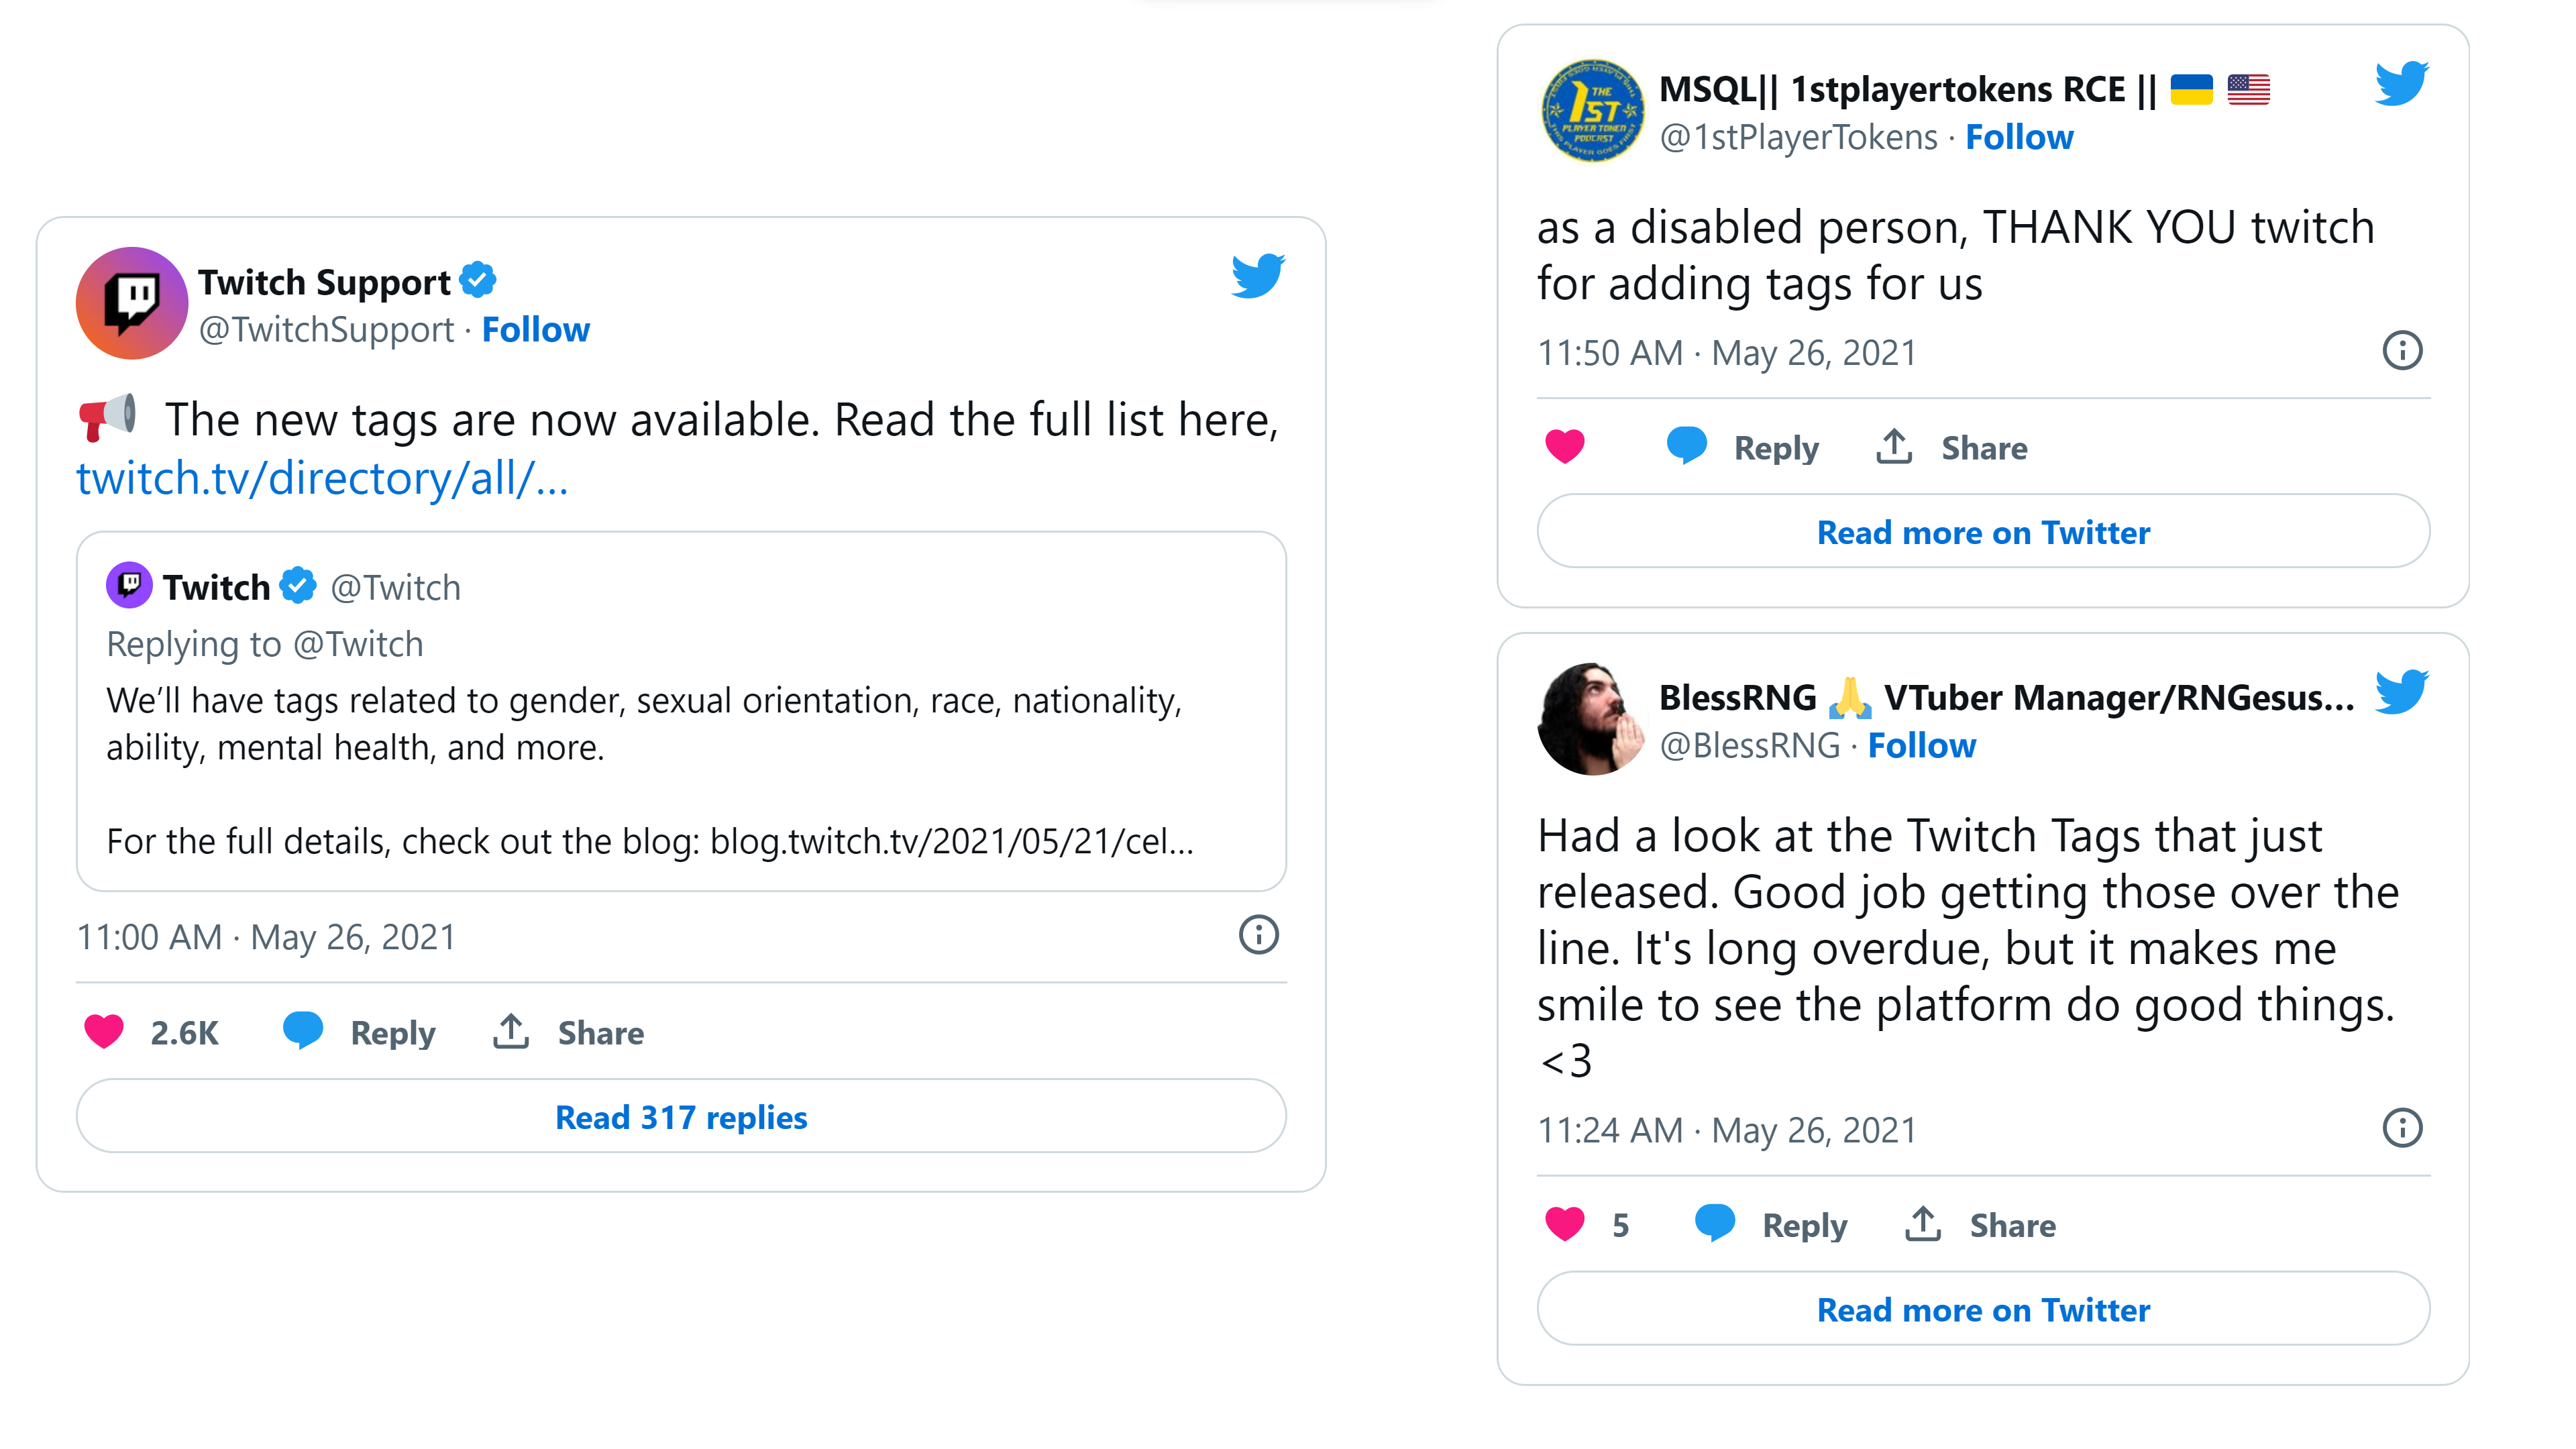 Twitch Support
@TwitchSupport · Follow
📢 The new tags are now available. Read the full list here,
twitch.tv/directory/all/...
Twitch @Twitch
Replying to @Twitch
We’ll have tags related to gender, sexual orientation, race, nationality,
ability, mental health, and more.
For the full details, check out the blog: blog.twitch.tv/2021/05/21/cel...
11:00 AM · May 26, 2021
2.6K Reply Share
Read 317 replies
THE
1ST
PLAYER TOKEN
PODCAST
MSQL|| 1stplayertokens RCE || 🇺🇦 🇺🇸
@1stPlayerTokens · Follow
as a disabled person, THANK YOU twitch
for adding tags for us
11:50 AM · May 26, 2021
Reply Share
Read more on Twitter
BlessRNG 🙏 VTuber Manager/RNGesus...
@BlessRNG · Follow
Had a look at the Twitch Tags that just
released. Good job getting those over the
line. It's long overdue, but it makes me
smile to see the platform do good things.
<3
11:24 AM · May 26, 2021
5 Reply Share
Read more on Twitter